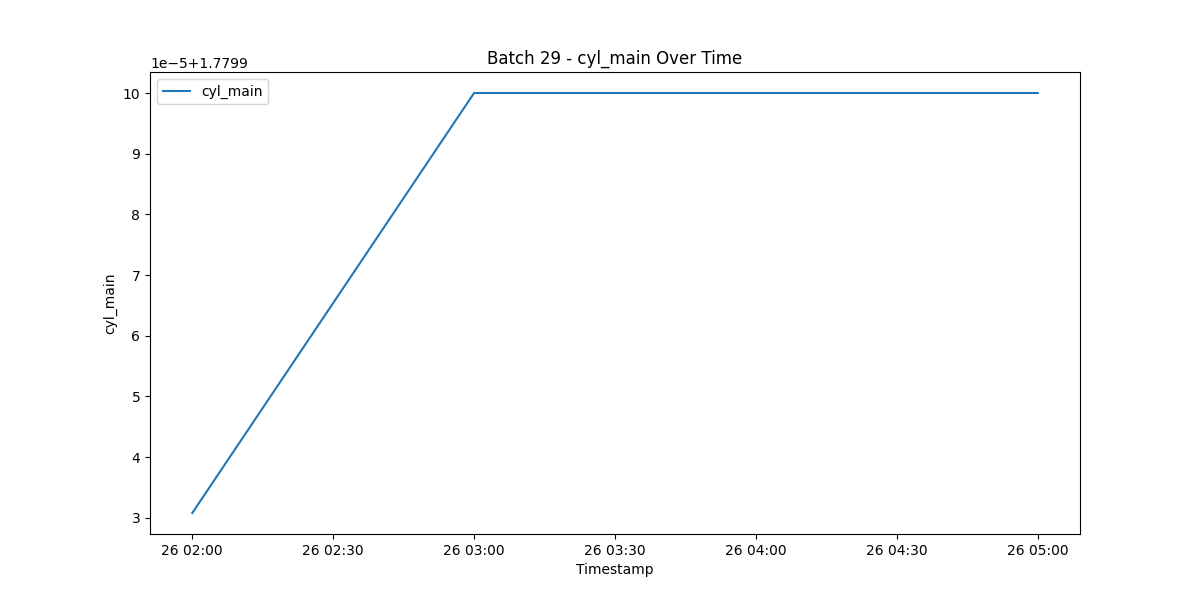 Batch 29 - cyl_main Over Time
1e−5+1.7799
cyl_main
10
9
8
7
6
5
4
3
cyl_main
26 02:00 26 02:30 26 03:00 26 03:30 26 04:00 26 04:30 26 05:00
Timestamp